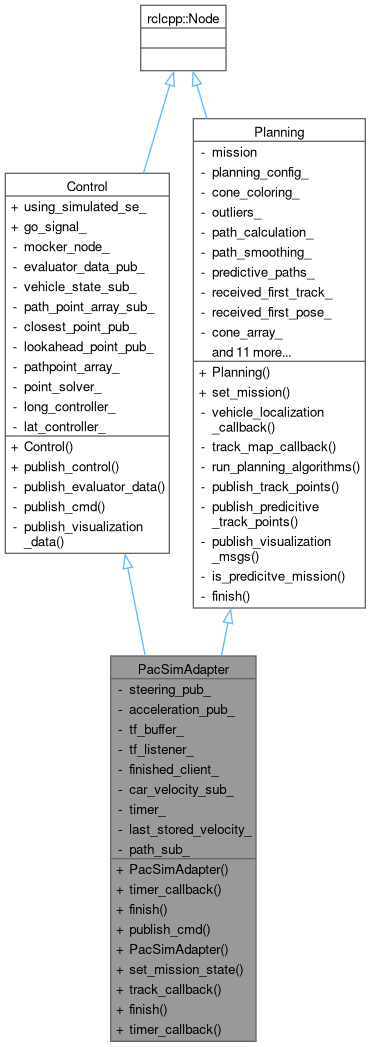 rclcpp::Node
Planning
- mission
- planning_config_
- cone_coloring_
- outliers_
- path_calculation_
- path_smoothing_
- predictive_paths_
- received_first_track_
- received_first_pose_
- cone_array_
and 11 more...
+ Planning()
+ set_mission()
- vehicle_localization
_callback()
- track_map_callback()
- run_planning_algorithms()
- publish_track_points()
- publish_predicitive
_track_points()
- publish_visualization
_msgs()
- is_predicitve_mission()
- finish()
Control
+ using_simulated_se_
+ go_signal_
- mocker_node_
- evaluator_data_pub_
- vehicle_state_sub_
- path_point_array_sub_
- closest_point_pub_
- lookahead_point_pub_
- pathpoint_array_
- point_solver_
- long_controller_
- lat_controller_
+ Control()
+ publish_control()
- publish_evaluator_data()
- publish_cmd()
- publish_visualization
_data()
PacSimAdapter
- steering_pub_
- acceleration_pub_
- tf_buffer_
- tf_listener_
- finished_client_
- car_velocity_sub_
- timer_
- last_stored_velocity_
- path_sub_
+ PacSimAdapter()
+ timer_callback()
+ finish()
+ publish_cmd()
+ PacSimAdapter()
+ set_mission_state()
+ track_callback()
+ finish()
+ timer_callback()